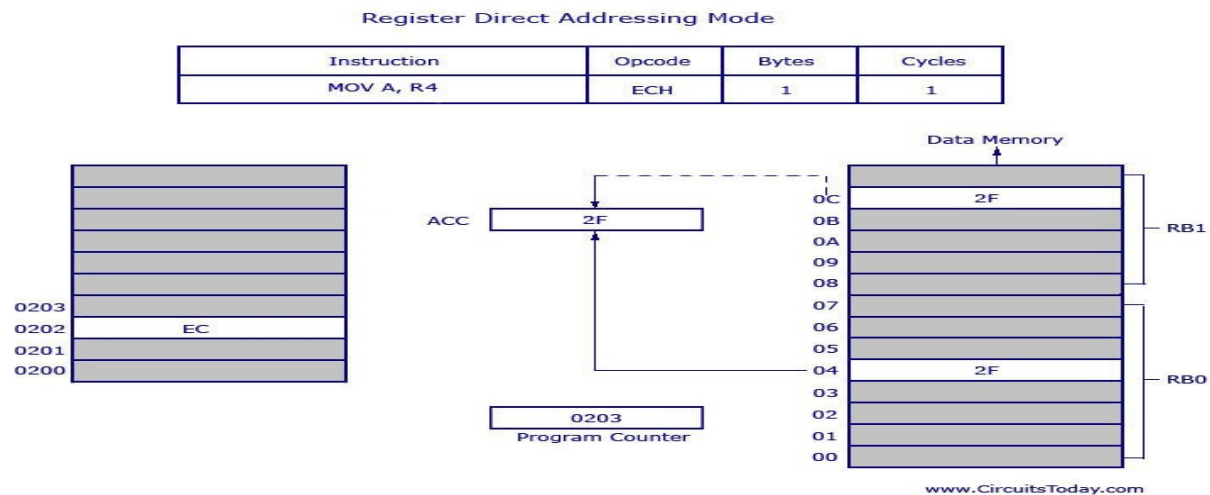 Register Direct Addressing Mode
Instruction Opcode Bytes Cycles
MOV A, R4 ECH 1 1
Data Memory
0C 2F
ACC 2F
0B
RB1
0A
09
08
0203
07
0202 EC
06
0201
05
0200
04 2F
RB0
03
0203
02
Program Counter
01
00
www.CircuitsToday.com